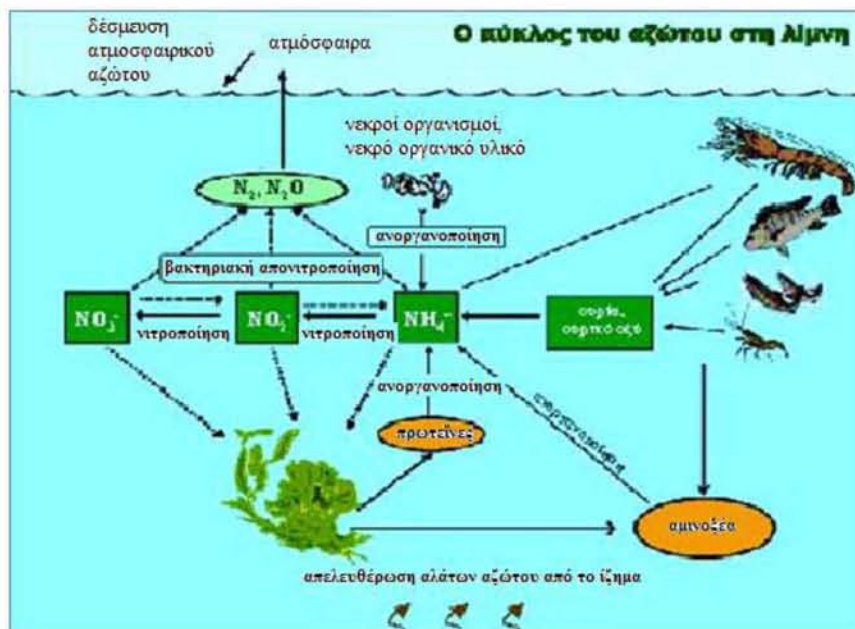 Ο κύκλος του αζώτου στη λίμνη
δέσμευση
ατμοσφαιρικού
αζώτου
ατμόσφαιρα
νεκροί οργανισμοί,
νεκρό οργανικό υλικό
N₂, N₂O
ανοργανοποίηση
βακτηριακή απονιτροποίηση
NO₃⁻
NO₂⁻
NH₄⁻
ουρία,
ουρικό οξύ
νιτροποίηση
νιτροποίηση
ανοργανοποίηση
πρωτεΐνες
ανοργανοποίηση
αμινοξέα
απελευθέρωση αλάτων αζώτου από το ίζημα